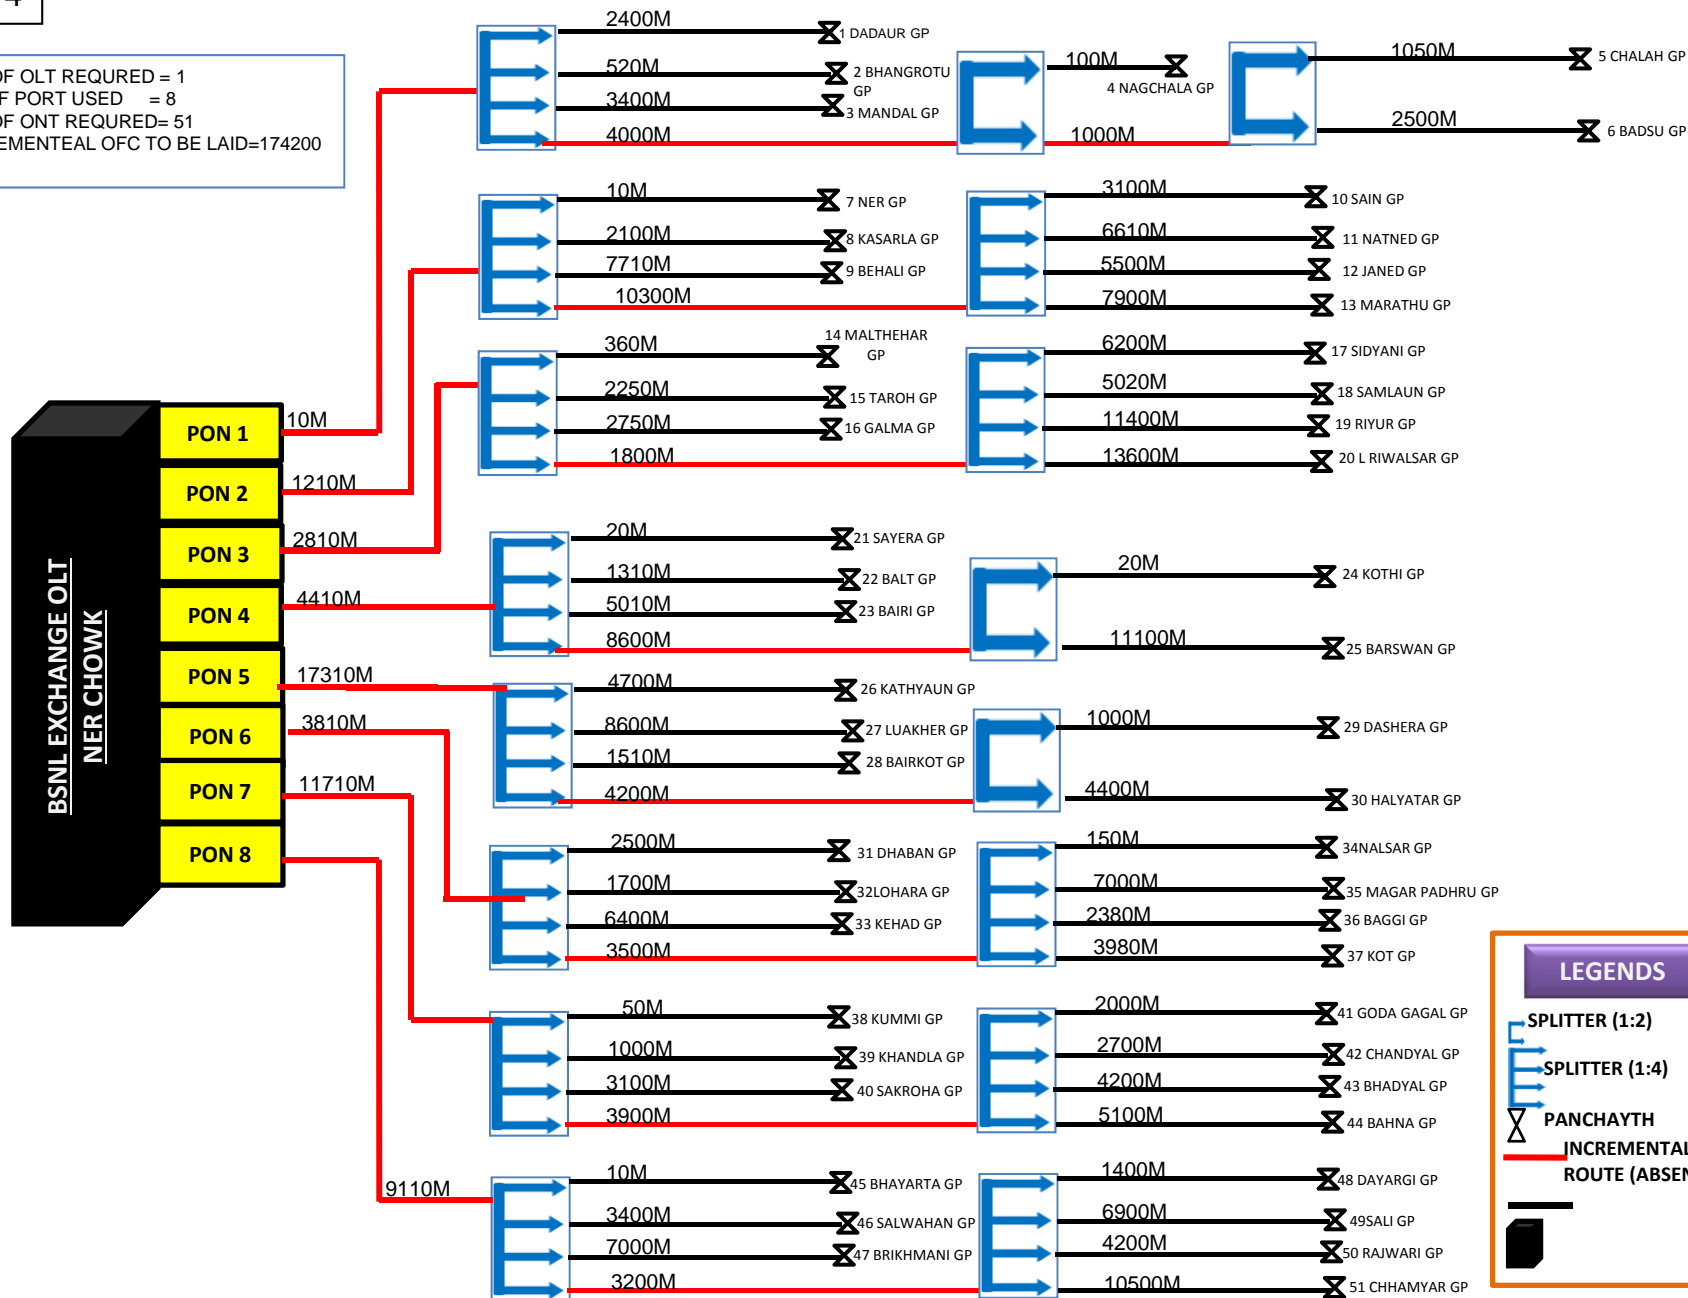 4
OF OLT REQURED = 1
F PORT USED = 8
OF ONT REQURED= 51
EMENTEAL OFC TO BE LAID=174200
BSNL EXCHANGE OLT
NER CHOWK
PON 1
PON 2
PON 3
PON 4
PON 5
PON 6
PON 7
PON 8
10M
1210M
2810M
4410M
17310M
3810M
11710M
9110M
2400M
1 DADAUR GP
520M
2 BHANGROTU
GP
3400M
3 MANDAL GP
4000M
100M
4 NAGCHALA GP
1000M
1050M
5 CHALAH GP
2500M
6 BADSU GP
10M
7 NER GP
2100M
8 KASARLA GP
7710M
9 BEHALI GP
10300M
3100M
10 SAIN GP
6610M
11 NATNED GP
5500M
12 JANED GP
7900M
13 MARATHU GP
360M
14 MALTHEHAR
GP
2250M
15 TAROH GP
2750M
16 GALMA GP
1800M
6200M
17 SIDYANI GP
5020M
18 SAMLAUN GP
11400M
19 RIYUR GP
13600M
20 L RIWALSAR GP
20M
21 SAYERA GP
1310M
22 BALT GP
5010M
23 BAIRI GP
8600M
20M
24 KOTHI GP
11100M
25 BARSWAN GP
4700M
26 KATHYAUN GP
8600M
27 LUAKHER GP
1510M
28 BAIRKOT GP
4200M
1000M
29 DASHERA GP
4400M
30 HALYATAR GP
2500M
31 DHABAN GP
1700M
32LOHARA GP
6400M
33 KEHAD GP
3500M
150M
34NALSAR GP
7000M
35 MAGAR PADHRU GP
2380M
36 BAGGI GP
3980M
37 KOT GP
50M
38 KUMMI GP
1000M
39 KHANDLA GP
3100M
40 SAKROHA GP
3900M
2000M
41 GODA GAGAL GP
2700M
42 CHANDYAL GP
4200M
43 BHADYAL GP
5100M
44 BAHNA GP
10M
45 BHAYARTA GP
3400M
46 SALWAHAN GP
7000M
47 BRIKHMANI GP
3200M
1400M
48 DAYARGI GP
6900M
49SALI GP
4200M
50 RAJWARI GP
10500M
51 CHHAMYAR GP
LEGENDS
SPLITTER (1:2)
SPLITTER (1:4)
PANCHAYTH
INCREMENTAL
ROUTE (ABSEN